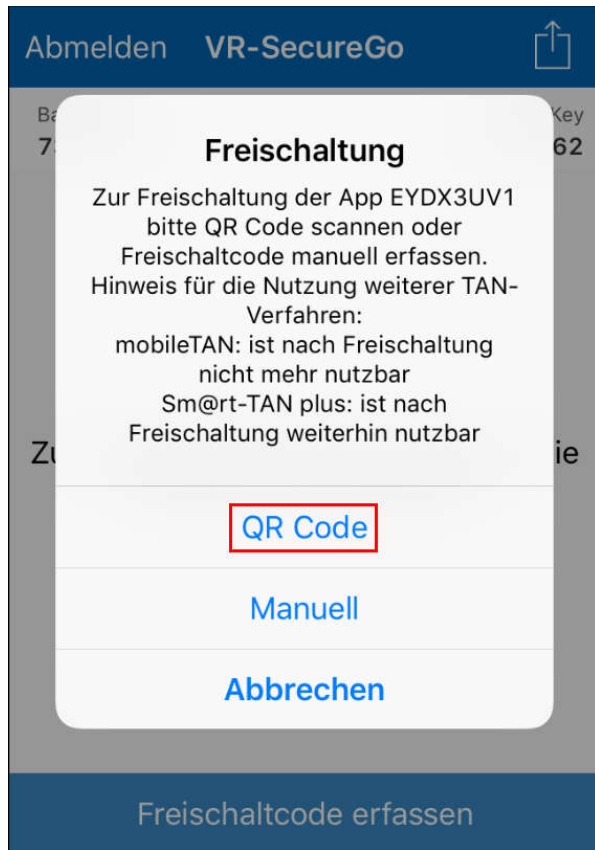 Abmelden VR-SecureGo
Key
62
Freischaltung
Zur Freischaltung der App EYDX3UV1
bitte QR Code scannen oder
Freischaltcode manuell erfassen.
Hinweis für die Nutzung weiterer TAN-
Verfahren:
mobileTAN: ist nach Freischaltung
nicht mehr nutzbar
Sm@rt-TAN plus: ist nach
Freischaltung weiterhin nutzbar
QR Code
Manuell
Abbrechen
Freischaltcode erfassen